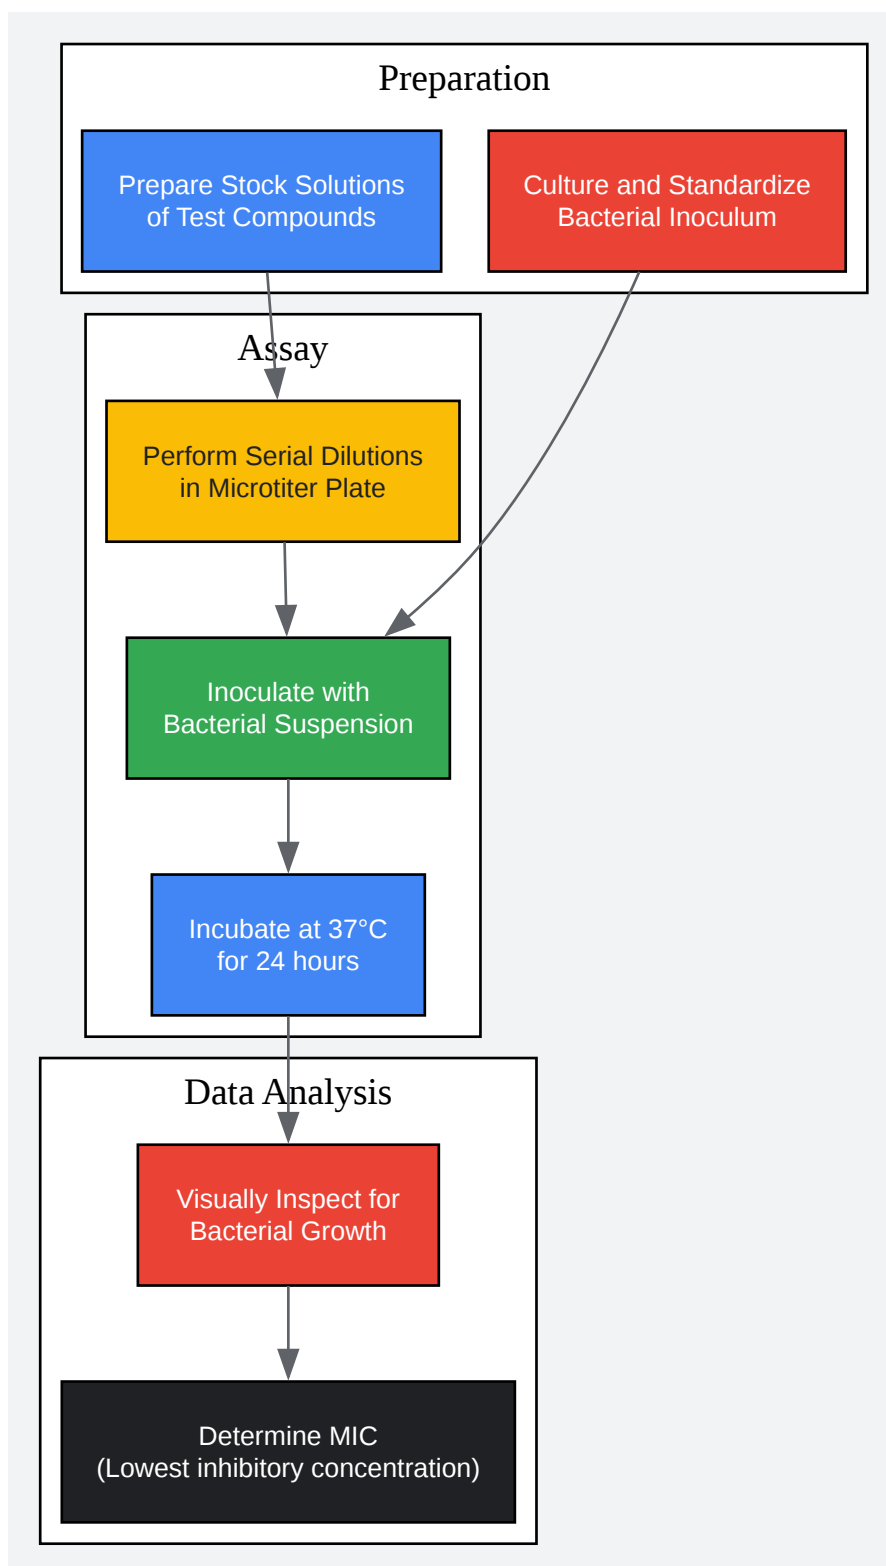 Preparation
Prepare Stock Solutions
of Test Compounds
Culture and Standardize
Bacterial Inoculum
Assay
Perform Serial Dilutions
in Microtiter Plate
Inoculate with
Bacterial Suspension
Incubate at 37°C
for 24 hours
Data Analysis
Visually Inspect for
Bacterial Growth
Determine MIC
(Lowest inhibitory concentration)